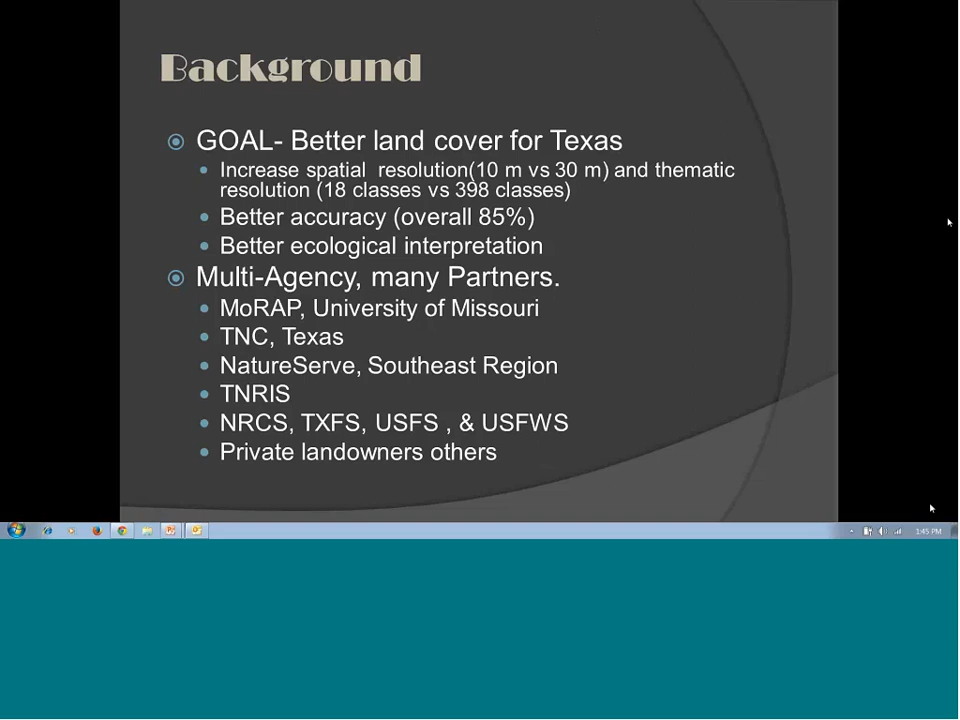 Background
GOAL- Better land cover for Texas
Increase spatial resolution(10 m vs 30 m) and thematic
resolution (18 classes vs 398 classes)
Better accuracy (overall 85%)
Better ecological interpretation
Multi-Agency, many Partners.
MoRAP, University of Missouri
TNC, Texas
NatureServe, Southeast Region
TNRIS
NRCS, TXFS, USFS , & USFWS
Private landowners others
1:45 PM